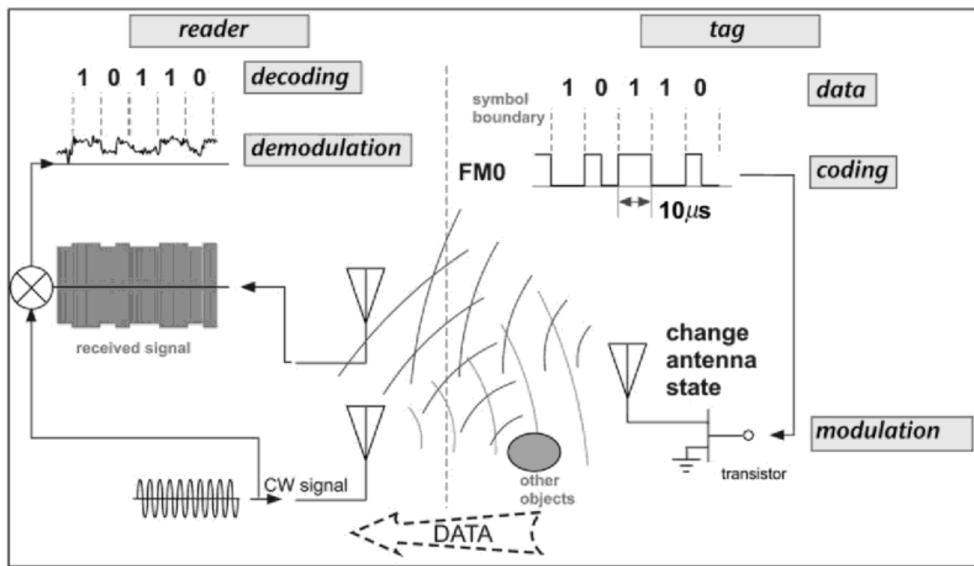 reader
tag
1 0 1 1 0
decoding
symbol
boundary
1 0 1 1 0
data
demodulation
FM0
coding
10μs
received signal
change
antenna
state
modulation
transistor
CW signal
other
objects
DATA